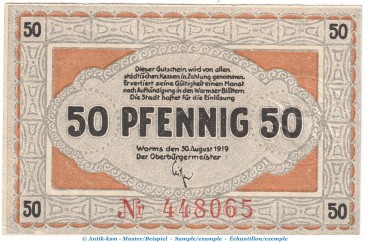 50 50
Dieser Gutschein wird von allen
städtischen Kassen in Zahlung genommen.
Er verliert seine Gültigkeit einen Monat
nach Aufkündigung in den Wormser Blättern.
Die Stadt haftet für die Einlösung
50 PFENNIG 50
Worms den 30. August 1919
Der Oberbürgermeister
50 № 448065 50
© Antik-kam - Muster/Beispiel - Sample/exemple - Echantillon/exemple